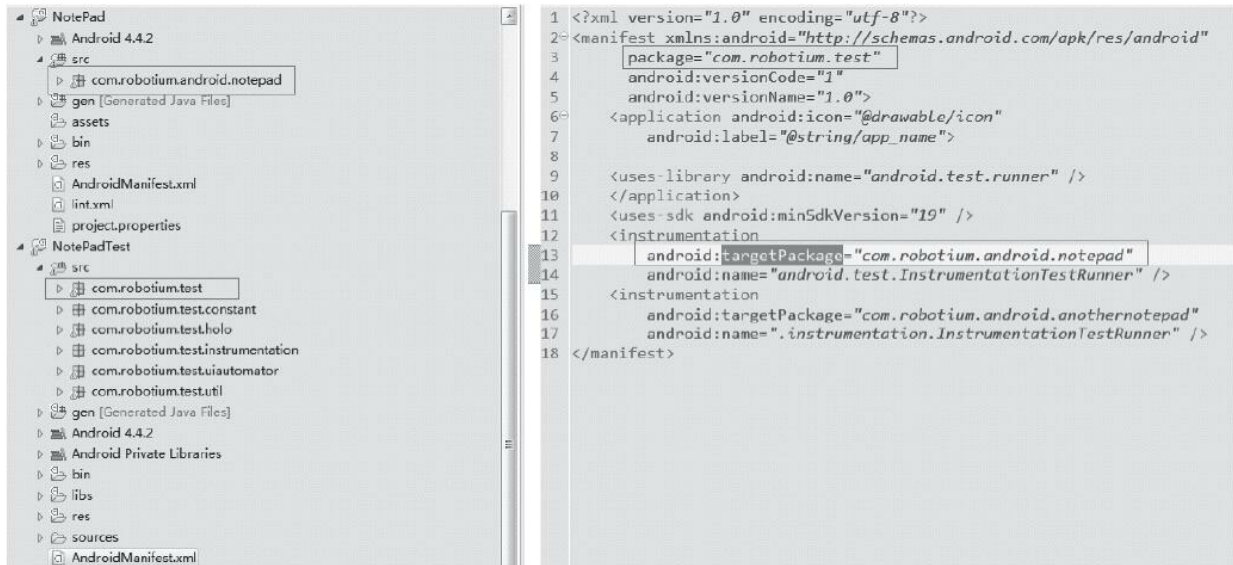 NotePad
Android 4.4.2
src
com.robotium.android.notepad
gen [Generated Java Files]
assets
bin
res
AndroidManifest.xml
lint.xml
project.properties
NotePadTest
src
com.robotium.test
com.robotium.test.constant
com.robotium.test.holo
com.robotium.test.instrumentation
com.robotium.test.uiautomator
com.robotium.test.util
gen [Generated Java Files]
Android 4.4.2
Android Private Libraries
bin
libs
res
sources
AndroidManifest.xml
1 <?xml version="1.0" encoding="utf-8"?>
2 <manifest xmlns:android="http://schemas.android.com/apk/res/android"
3 package="com.robotium.test"
4 android:versionCode="1"
5 android:versionName="1.0">
6 <application android:icon="@drawable/icon"
7 android:label="@string/app_name">
8
9 <uses-library android:name="android.test.runner" />
10 </application>
11 <uses-sdk android:minSdkVersion="19" />
12 <instrumentation
13 android:targetPackage="com.robotium.android.notepad"
14 android:name="android.test.InstrumentationTestRunner" />
15 <instrumentation
16 android:targetPackage="com.robotium.android.anothernotepad"
17 android:name=".instrumentation.InstrumentationTestRunner" />
18 </manifest>